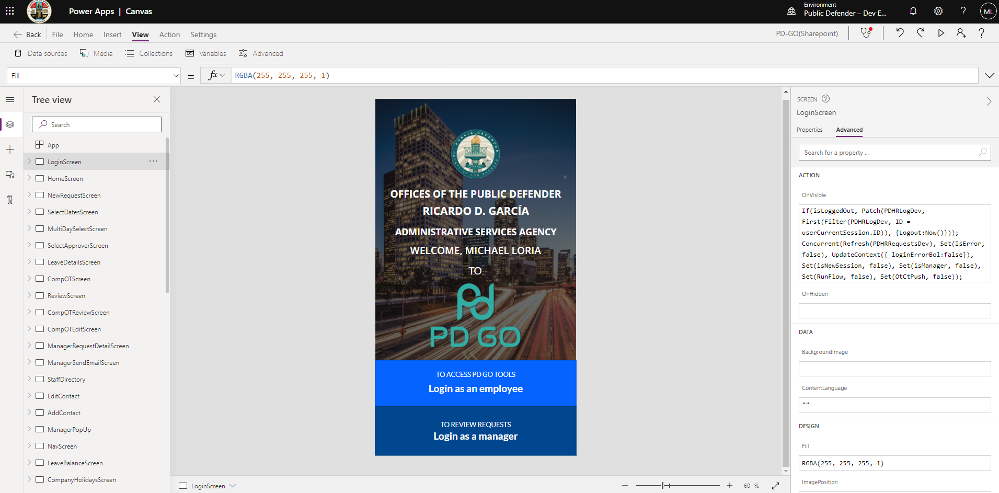 Power Apps | Canvas
Environment
Public Defender – Dev E...
ML
Back
File
Home
Insert
View
Action
Settings
PD-GO(Sharepoint)
Data sources
Media
Collections
Variables
Advanced
Fill
=
fx
RGBA(255, 255, 255, 1)
Tree view
Search
App
LoginScreen
HomeScreen
NewRequestScreen
SelectDatesScreen
MultiDaySelectScreen
SelectApproverScreen
LeaveDetailsScreen
CompOTScreen
ReviewScreen
CompOTReviewScreen
CompOTEditScreen
ManagerRequestDetailScreen
ManagerSendEmailScreen
StaffDirectory
EditContact
AddContact
ManagerPopUp
NavScreen
LeaveBalanceScreen
CompanyHolidaysScreen
PUBLIC DEFENDER
COUNTY OF LOS ANGELES
OFFICES OF THE PUBLIC DEFENDER
RICARDO D. GARCÍA
ADMINISTRATIVE SERVICES AGENCY
WELCOME, MICHAEL LORIA
TO
pd
PD GO
TO ACCESS PD GO TOOLS
Login as an employee
TO REVIEW REQUESTS
Login as a manager
LoginScreen
60 %
SCREEN
LoginScreen
Properties
Advanced
Search for a property ...
ACTION
OnVisible
If(isLoggedOut, Patch(PDHRLogDev,
First(Filter(PDHRLogDev, ID =
userCurrentSession.ID)), {Logout:Now()}));
Concurrent(Refresh(PDHRRequestsDev), Set(IsError,
false), UpdateContext({_loginErrorBol:false}),
Set(isNewSession, false), Set(isManager, false),
Set(RunFlow, false), Set(OtCtPush, false));
OnHidden
DATA
BackgroundImage
ContentLanguage
""
DESIGN
Fill
RGBA(255, 255, 255, 1)
ImagePosition